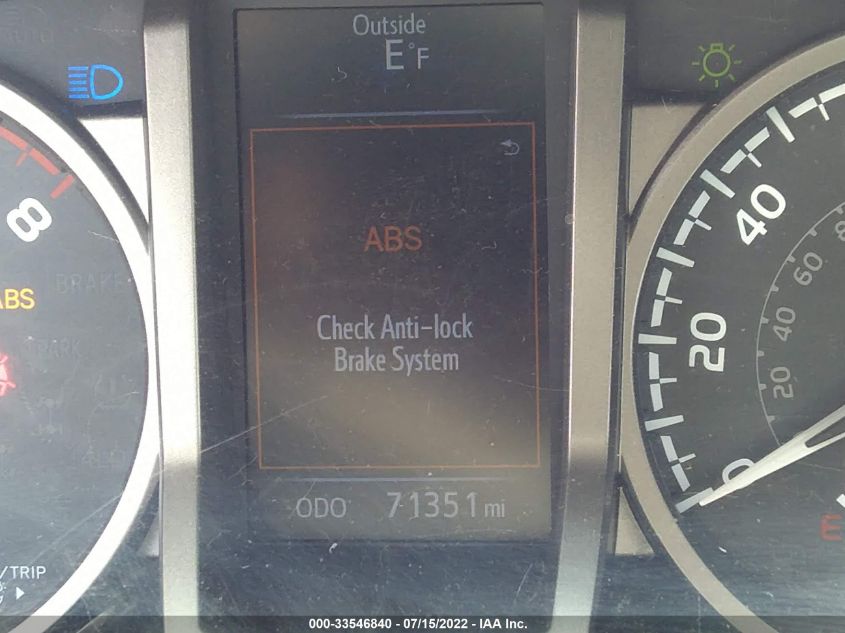 Outside
E°F
ABS
Check Anti-lock
Brake System
ODO 71351 mi
8
BRAKE
ABS
/TRIP
0
20
40
20
40
60
E
000-33546840 - 07/15/2022 - IAA Inc.